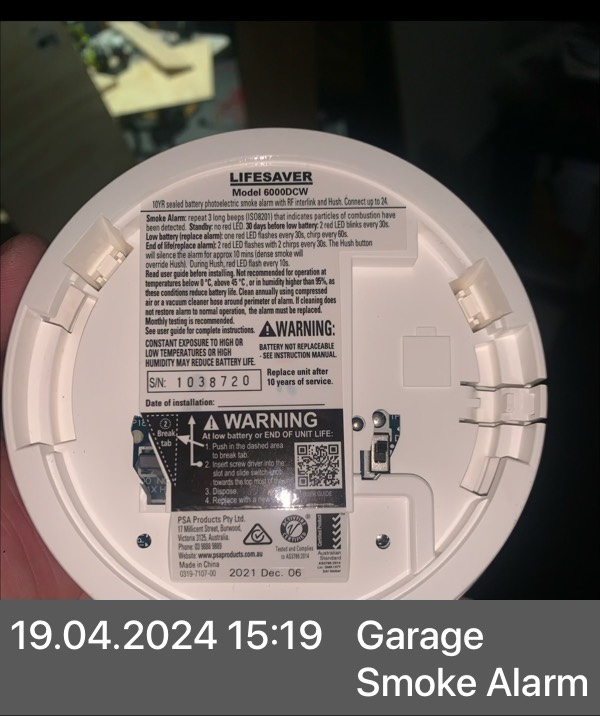 LIFESAVER
Model 6000DCW
10YR sealed battery photoelectric smoke alarm with RF interlink and Hush. Connect up to 24.
Smoke Alarm: repeat 3 long beeps (ISO8201) that indicates particles of combustion have
been detected. Standby: no red LED. 30 days before low battery: 2 red LED blinks every 30s.
Low battery (replace alarm): one red LED flashes every 30s, chirp every 60s.
End of life(replace alarm): 2 red LED flashes with 2 chirps every 30s. The Hush button
will silence the alarm for approx 10 mins (dense smoke will
override Hush). During Hush, red LED flash every 10s.
Read user guide before installing. Not recommended for operation at
temperatures below 0 °C, above 45 °C, or in humidity higher than 95%, as
these conditions reduce battery life. Clean annually using compressed
air or a vacuum cleaner hose around perimeter of alarm. If cleaning does
not restore alarm to normal operation, the alarm must be replaced.
Monthly testing is recommended.
See user guide for complete instructions.
WARNING:
CONSTANT EXPOSURE TO HIGH OR
LOW TEMPERATURES OR HIGH
HUMIDITY MAY REDUCE BATTERY LIFE.
BATTERY NOT REPLACEABLE
- SEE INSTRUCTION MANUAL.
S/N: 1038720
Replace unit after
10 years of service.
Date of installation:
2
Break
tab
WARNING
At low battery or END OF UNIT LIFE:
1. Push in the dashed area
to break tab.
2. Insert screw driver into the
slot and slide switch
towards the top most
3. Dispose.
4. Replace with a new
GUIDE
PSA Products Pty Ltd.
17 Millicent Street, Burwood,
Victoria 3125, Australia.
Phone: 03 9888 9889
Website: www.psaproducts.com.au
Made in China
0319-7107-00
2021 Dec. 06
Tested and Complies
to AS3786:2014
Australian
Standard
19.04.2024 15:19
Garage
Smoke Alarm